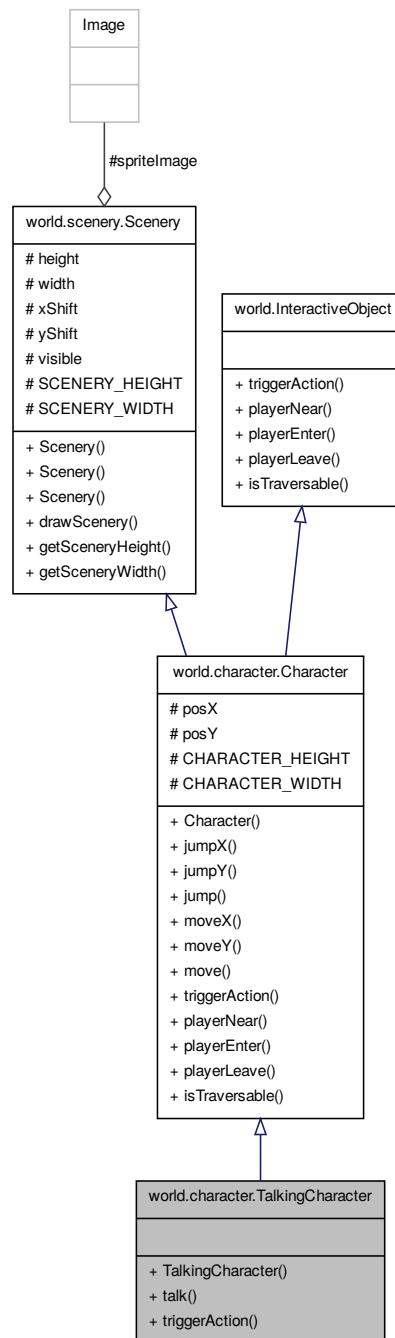 Image
#spriteImage
world.scenery.Scenery
# height
# width
# xShift
# yShift
# visible
# SCENERY_HEIGHT
# SCENERY_WIDTH
+ Scenery()
+ Scenery()
+ Scenery()
+ drawScenery()
+ getSceneryHeight()
+ getSceneryWidth()
world.InteractiveObject
+ triggerAction()
+ playerNear()
+ playerEnter()
+ playerLeave()
+ isTraversable()
world.character.Character
# posX
# posY
# CHARACTER_HEIGHT
# CHARACTER_WIDTH
+ Character()
+ jumpX()
+ jumpY()
+ jump()
+ moveX()
+ moveY()
+ move()
+ triggerAction()
+ playerNear()
+ playerEnter()
+ playerLeave()
+ isTraversable()
world.character.TalkingCharacter
+ TalkingCharacter()
+ talk()
+ triggerAction()